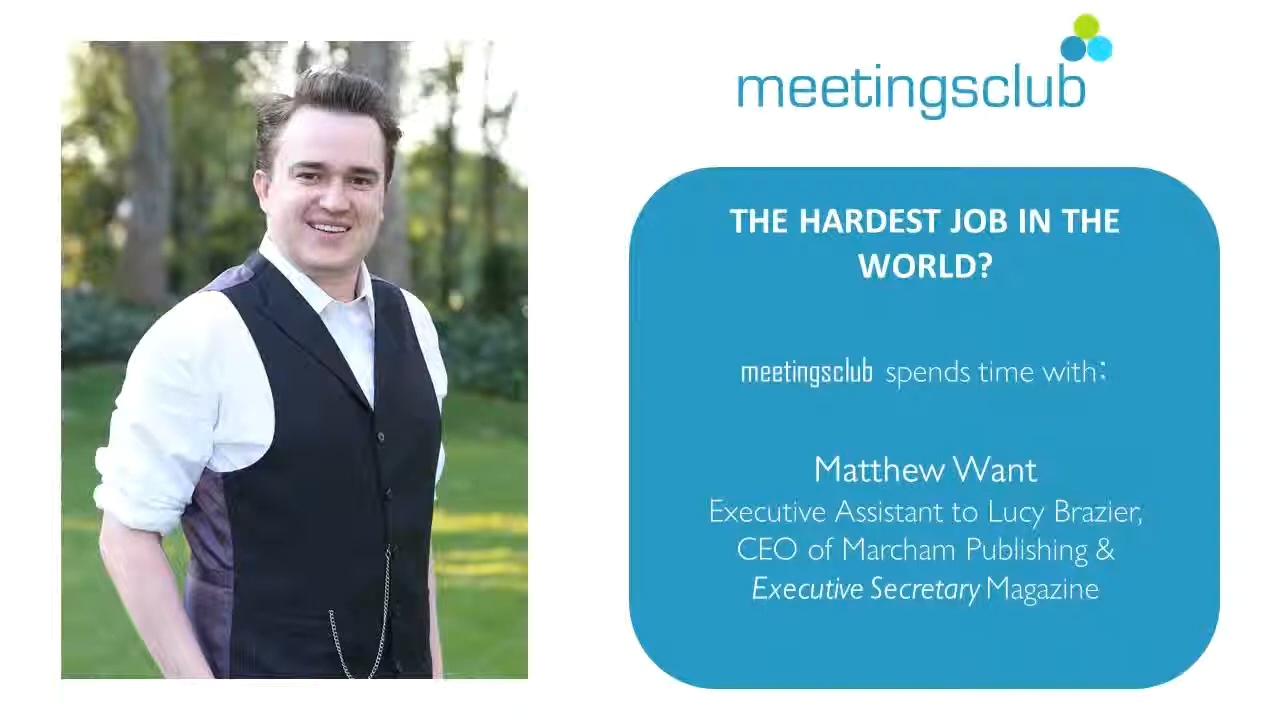 meetingsclub
THE HARDEST JOB IN THE
WORLD?
meetingsclub spends time with:
Matthew Want
Executive Assistant to Lucy Brazier,
CEO of Marcham Publishing &
Executive Secretary Magazine